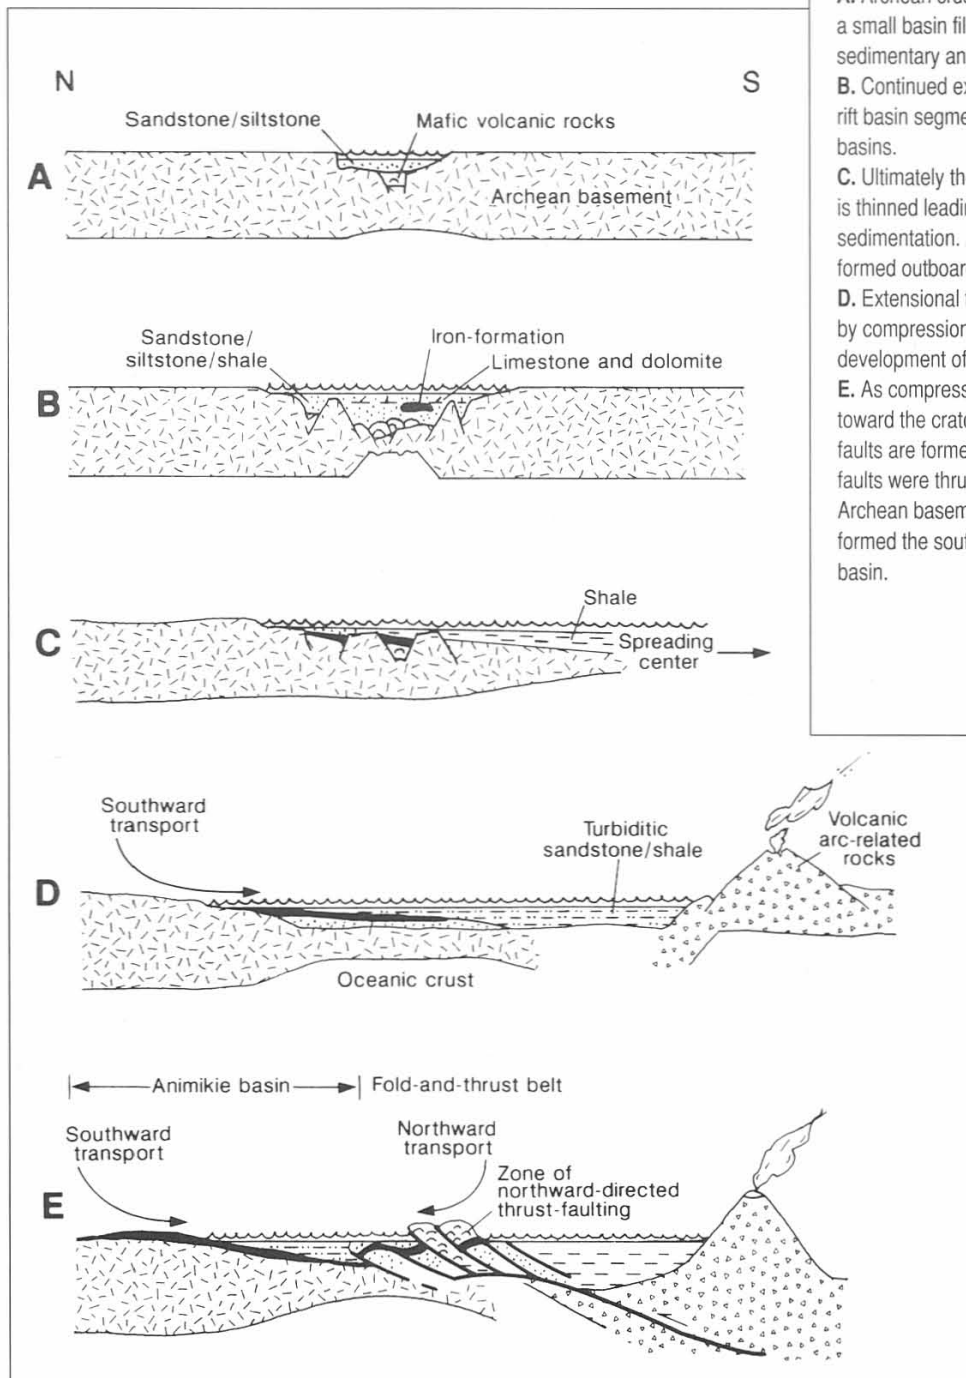 N
S
Sandstone/siltstone
Mafic volcanic rocks
A
Archean basement
Sandstone/
siltstone/shale
Iron-formation
Limestone and dolomite
B
Shale
C
Spreading
center
Southward
transport
Turbiditic
sandstone/shale
Volcanic
arc-related
rocks
D
Oceanic crust
Animikie basin
Fold-and-thrust belt
Southward
transport
Northward
transport
Zone of
northward-directed
thrust-faulting
E
a small basin fil
sedimentary an
B. Continued ex
rift basin segme
basins.
C. Ultimately th
is thinned leadin
sedimentation.
formed outboar
D. Extensional
by compression
development of
E. As compress
toward the crate
faults are forme
faults were thru
Archean basem
formed the sout
basin.